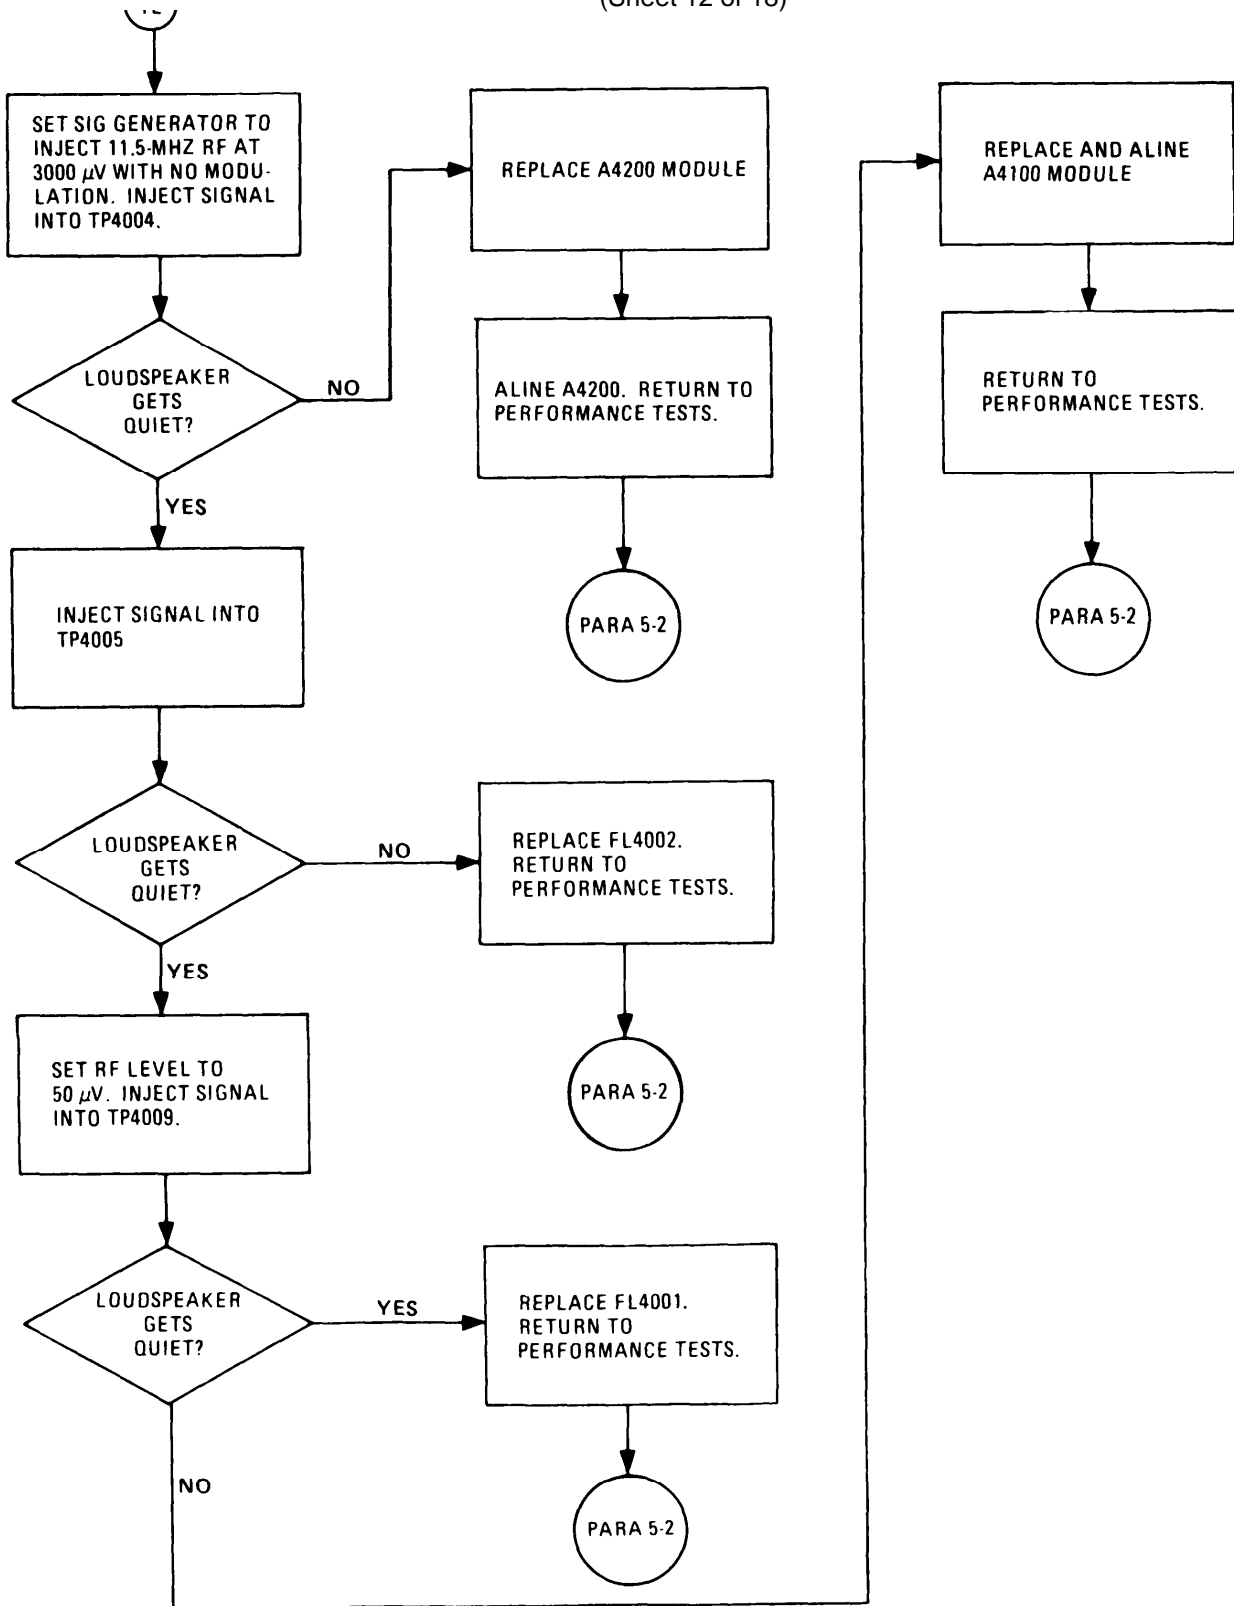 SET SIG GENERATOR TO
INJECT 11.5-MHZ RF AT
3000 µV WITH NO MODU-
LATION. INJECT SIGNAL
INTO TP4004.
LOUDSPEAKER
GETS
QUIET?
NO
REPLACE A4200 MODULE
ALINE A4200. RETURN TO
PERFORMANCE TESTS.
PARA 5-2
YES
INJECT SIGNAL INTO
TP4005
LOUDSPEAKER
GETS
QUIET?
NO
REPLACE FL4002.
RETURN TO
PERFORMANCE TESTS.
PARA 5-2
YES
SET RF LEVEL TO
50 µV. INJECT SIGNAL
INTO TP4009.
LOUDSPEAKER
GETS
QUIET?
YES
REPLACE FL4001.
RETURN TO
PERFORMANCE TESTS.
PARA 5-2
NO
REPLACE AND ALINE
A4100 MODULE
RETURN TO
PERFORMANCE TESTS.
PARA 5-2